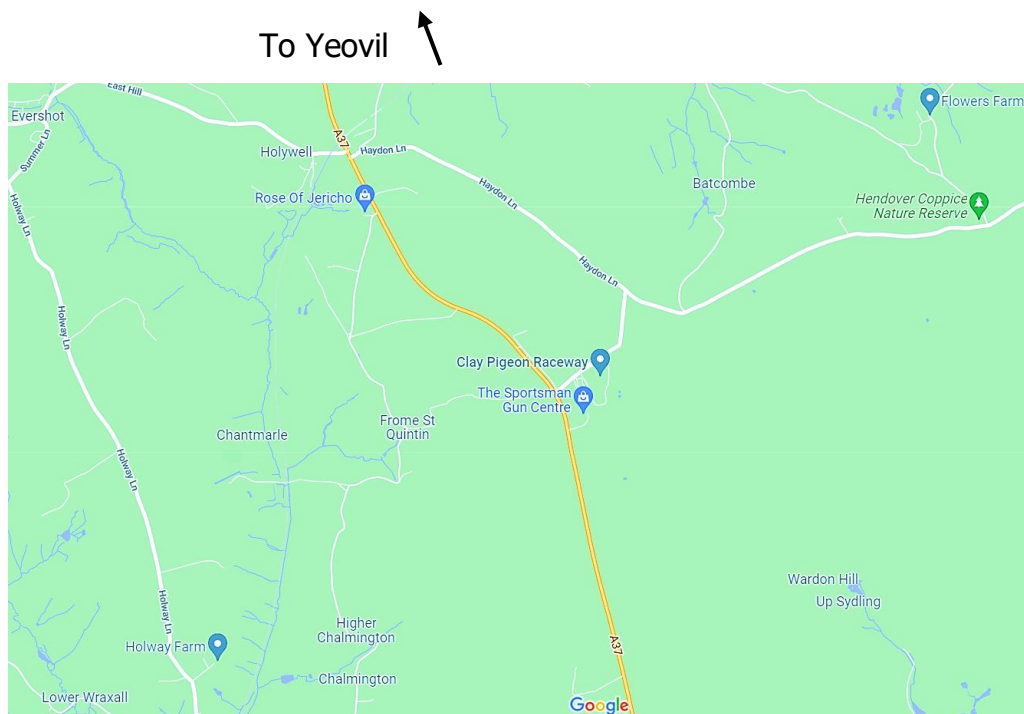 To Yeovil
East Hill
Evershot
Summer Ln
A37
Holywell
Haydon Ln
Flowers Farm
Rose Of Jericho
Haydon Ln
Batcombe
Hendover Coppice
Nature Reserve
Holway Ln
Haydon Ln
Holway Ln
Clay Pigeon Raceway
The Sportsman
Gun Centre
Frome St
Quintin
Chantmarle
Holway Ln
Wardon Hill
Up Sydling
Holway Ln
Higher
Chalmington
Holway Farm
A37
Chalmington
Lower Wraxall
Google